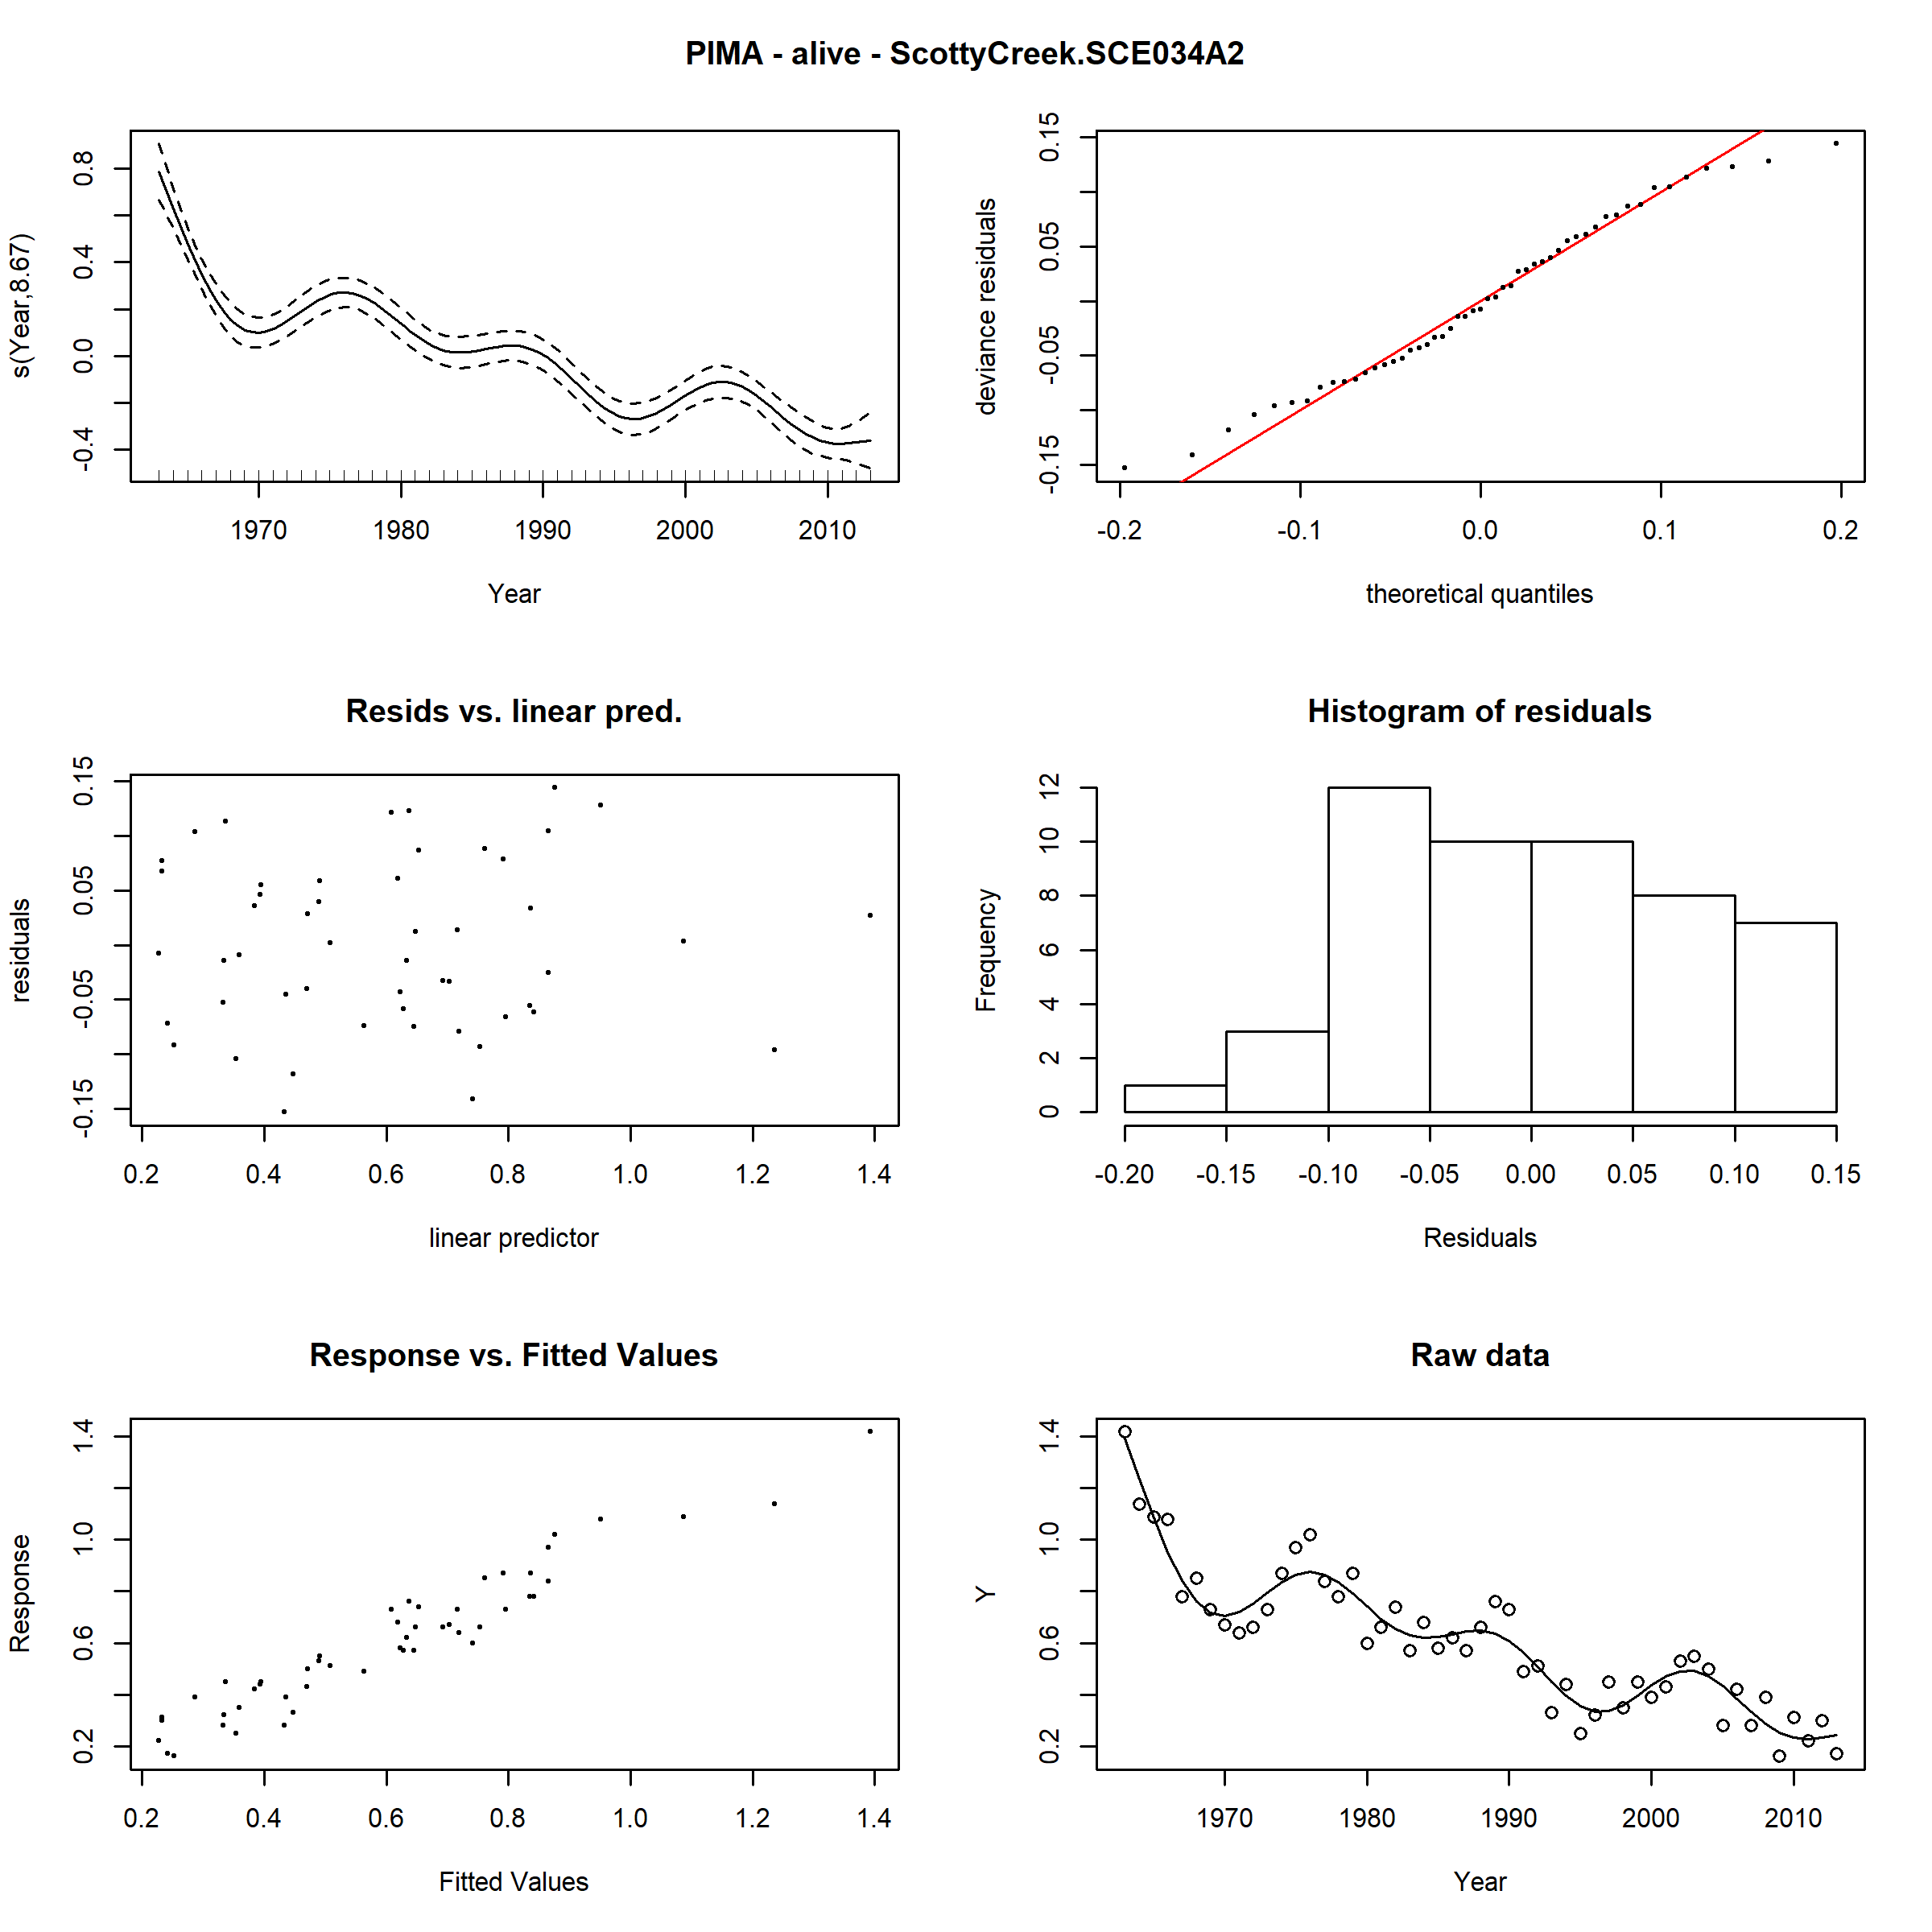 PIMA - alive - ScottyCreek.SCE034A2
s(Year,8.67)
-0.4 0.0 0.4 0.8
1970 1980 1990 2000 2010
Year
deviance residuals
-0.15 -0.05 0.05 0.15
-0.2 -0.1 0.0 0.1 0.2
theoretical quantiles
Resids vs. linear pred.
residuals
-0.15 -0.05 0.05 0.15
0.2 0.4 0.6 0.8 1.0 1.2 1.4
linear predictor
Histogram of residuals
Frequency
0 2 4 6 8 10 12
-0.20 -0.15 -0.10 -0.05 0.00 0.05 0.10 0.15
Residuals
Response vs. Fitted Values
Response
0.2 0.6 1.0 1.4
0.2 0.4 0.6 0.8 1.0 1.2 1.4
Fitted Values
Raw data
Y
0.2 0.6 1.0 1.4
1970 1980 1990 2000 2010
Year